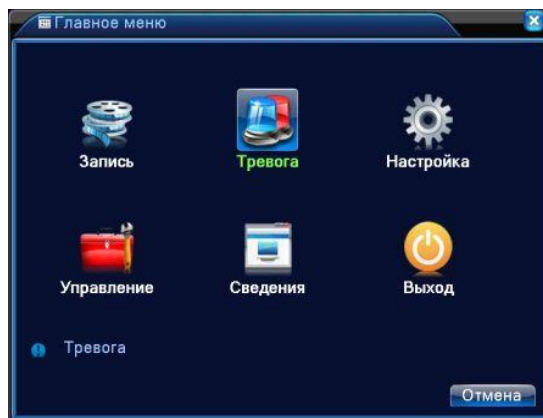 Главное меню
Запись
Тревога
Настройка
Управление
Сведения
Выход
Тревога
Отмена